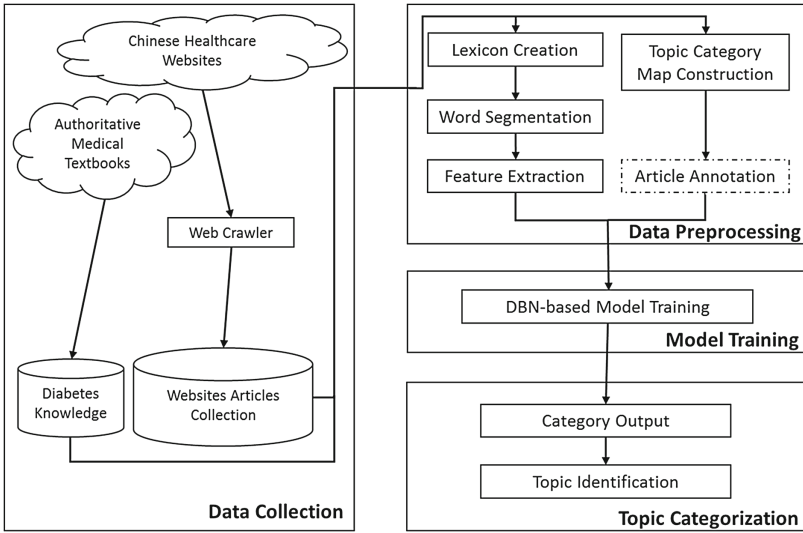 Chinese Healthcare
Websites
Authoritative
Medical
Textbooks
Web Crawler
Diabetes
Knowledge
Websites Articles
Collection
Data Collection
Lexicon Creation
Topic Category
Map Construction
Word Segmentation
Feature Extraction
Article Annotation
Data Preprocessing
DBN-based Model Training
Model Training
Category Output
Topic Identification
Topic Categorization